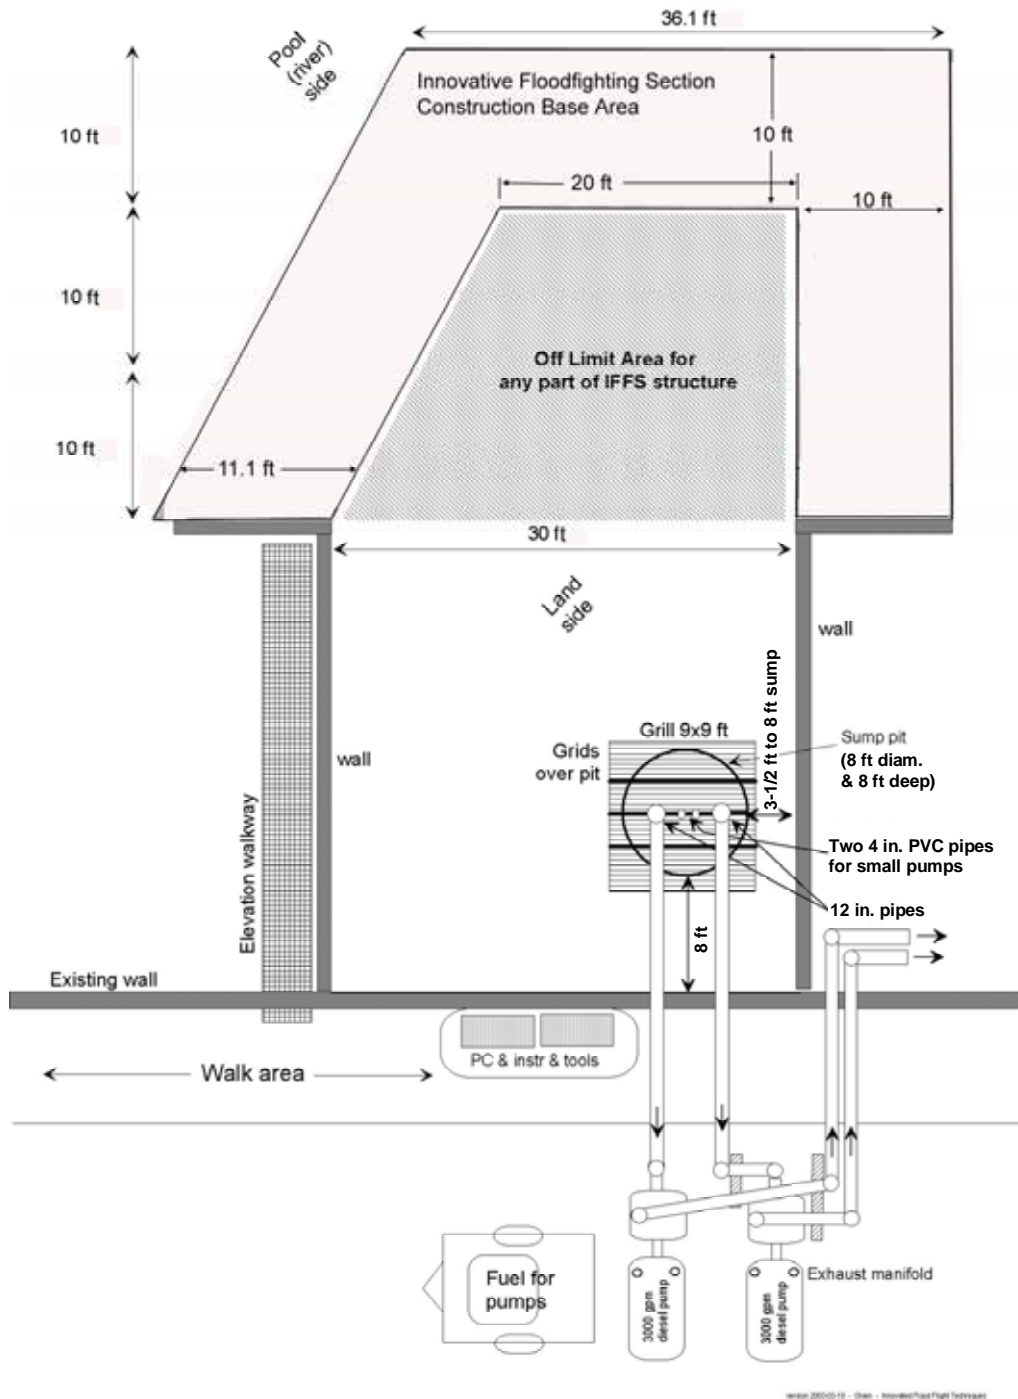 36.1 ft
Pool
(river)
side
Innovative Floodfighting Section
Construction Base Area
10 ft
10 ft
20 ft
10 ft
10 ft
Off Limit Area for
any part of IFFS structure
10 ft
11.1 ft
30 ft
Land
side
wall
3-1/2 ft to 8 ft sump
Grill 9x9 ft
Grids
over pit
Sump pit
(8 ft diam.
& 8 ft deep)
wall
Elevation walkway
Two 4 in. PVC pipes
for small pumps
12 in. pipes
8 ft
Existing wall
PC & instr & tools
Walk area
Fuel for
pumps
3000 gpm
diesel pump
3000 gpm
diesel pump
Exhaust manifold